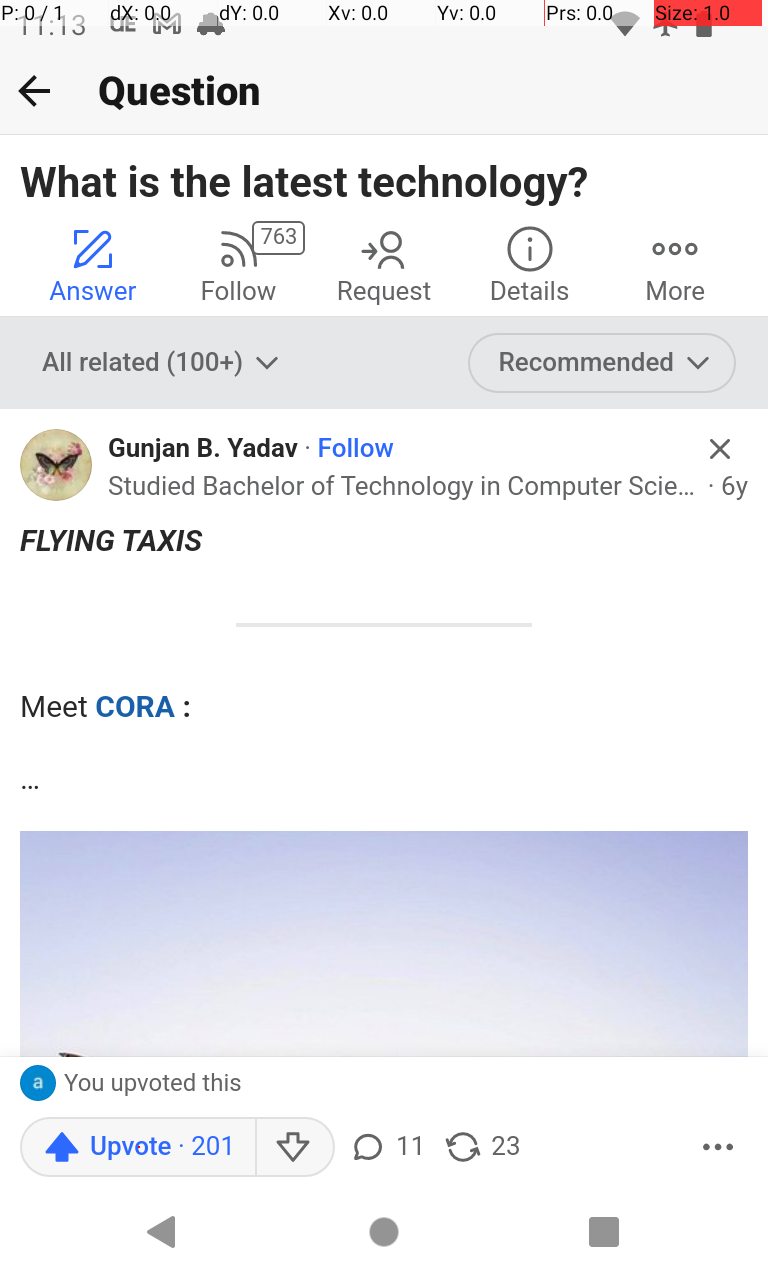 P: 0 / 1 dX: 0.0 dY: 0.0 Xv: 0.0 Yv: 0.0 Prs: 0.0 Size: 1.0
11:13
Question
What is the latest technology?
763
Answer Follow Request Details More
All related (100+) Recommended
Gunjan B. Yadav · Follow
Studied Bachelor of Technology in Computer Scie… · 6y
FLYING TAXIS
Meet CORA :
…
a You upvoted this
Upvote · 201 11 23